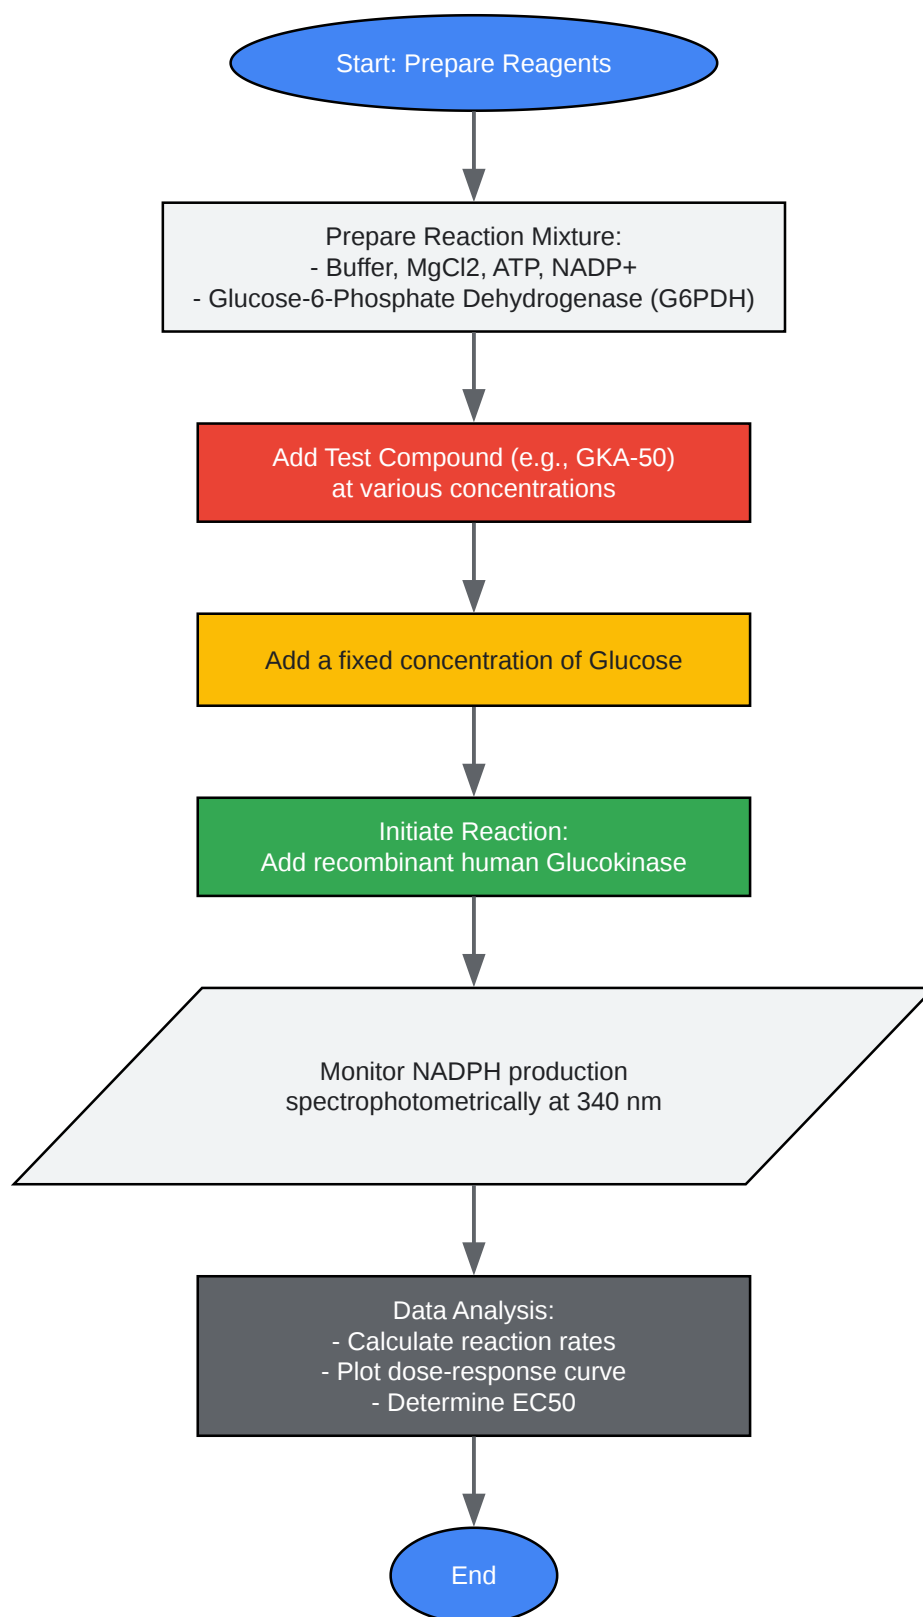 Start: Prepare Reagents
Prepare Reaction Mixture:
- Buffer, MgCl2, ATP, NADP+
- Glucose-6-Phosphate Dehydrogenase (G6PDH)
Add Test Compound (e.g., GKA-50)
at various concentrations
Add a fixed concentration of Glucose
Initiate Reaction:
Add recombinant human Glucokinase
Monitor NADPH production
spectrophotometrically at 340 nm
Data Analysis:
- Calculate reaction rates
- Plot dose-response curve
- Determine EC50
End